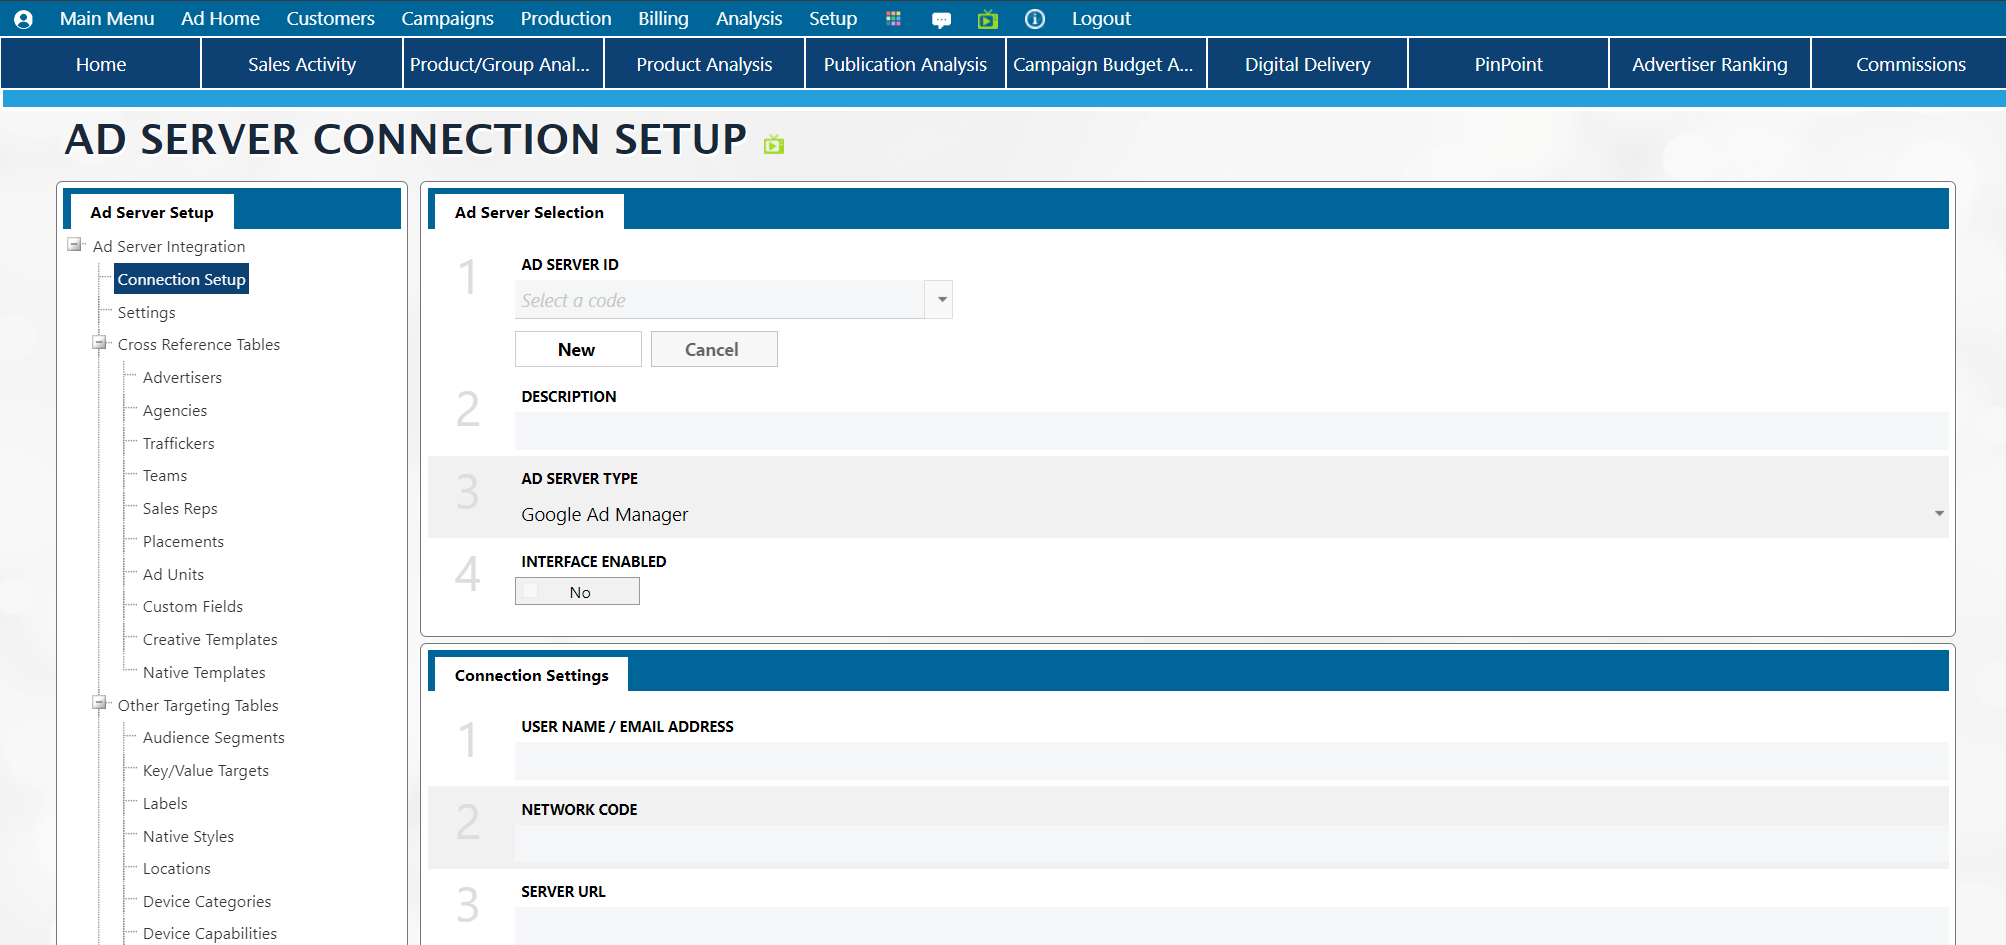 Main Menu Ad Home Customers Campaigns Production Billing Analysis Setup Logout
Home Sales Activity Product/Group Anal... Product Analysis Publication Analysis Campaign Budget A... Digital Delivery PinPoint Advertiser Ranking Commissions
AD SERVER CONNECTION SETUP
Ad Server Setup
Ad Server Integration
Connection Setup
Settings
Cross Reference Tables
Advertisers
Agencies
Traffickers
Teams
Sales Reps
Placements
Ad Units
Custom Fields
Creative Templates
Native Templates
Other Targeting Tables
Audience Segments
Key/Value Targets
Labels
Native Styles
Locations
Device Categories
Device Capabilities
Ad Server Selection
1 AD SERVER ID
Select a code
New Cancel
2 DESCRIPTION
3 AD SERVER TYPE
Google Ad Manager
4 INTERFACE ENABLED
No
Connection Settings
1 USER NAME / EMAIL ADDRESS
2 NETWORK CODE
3 SERVER URL